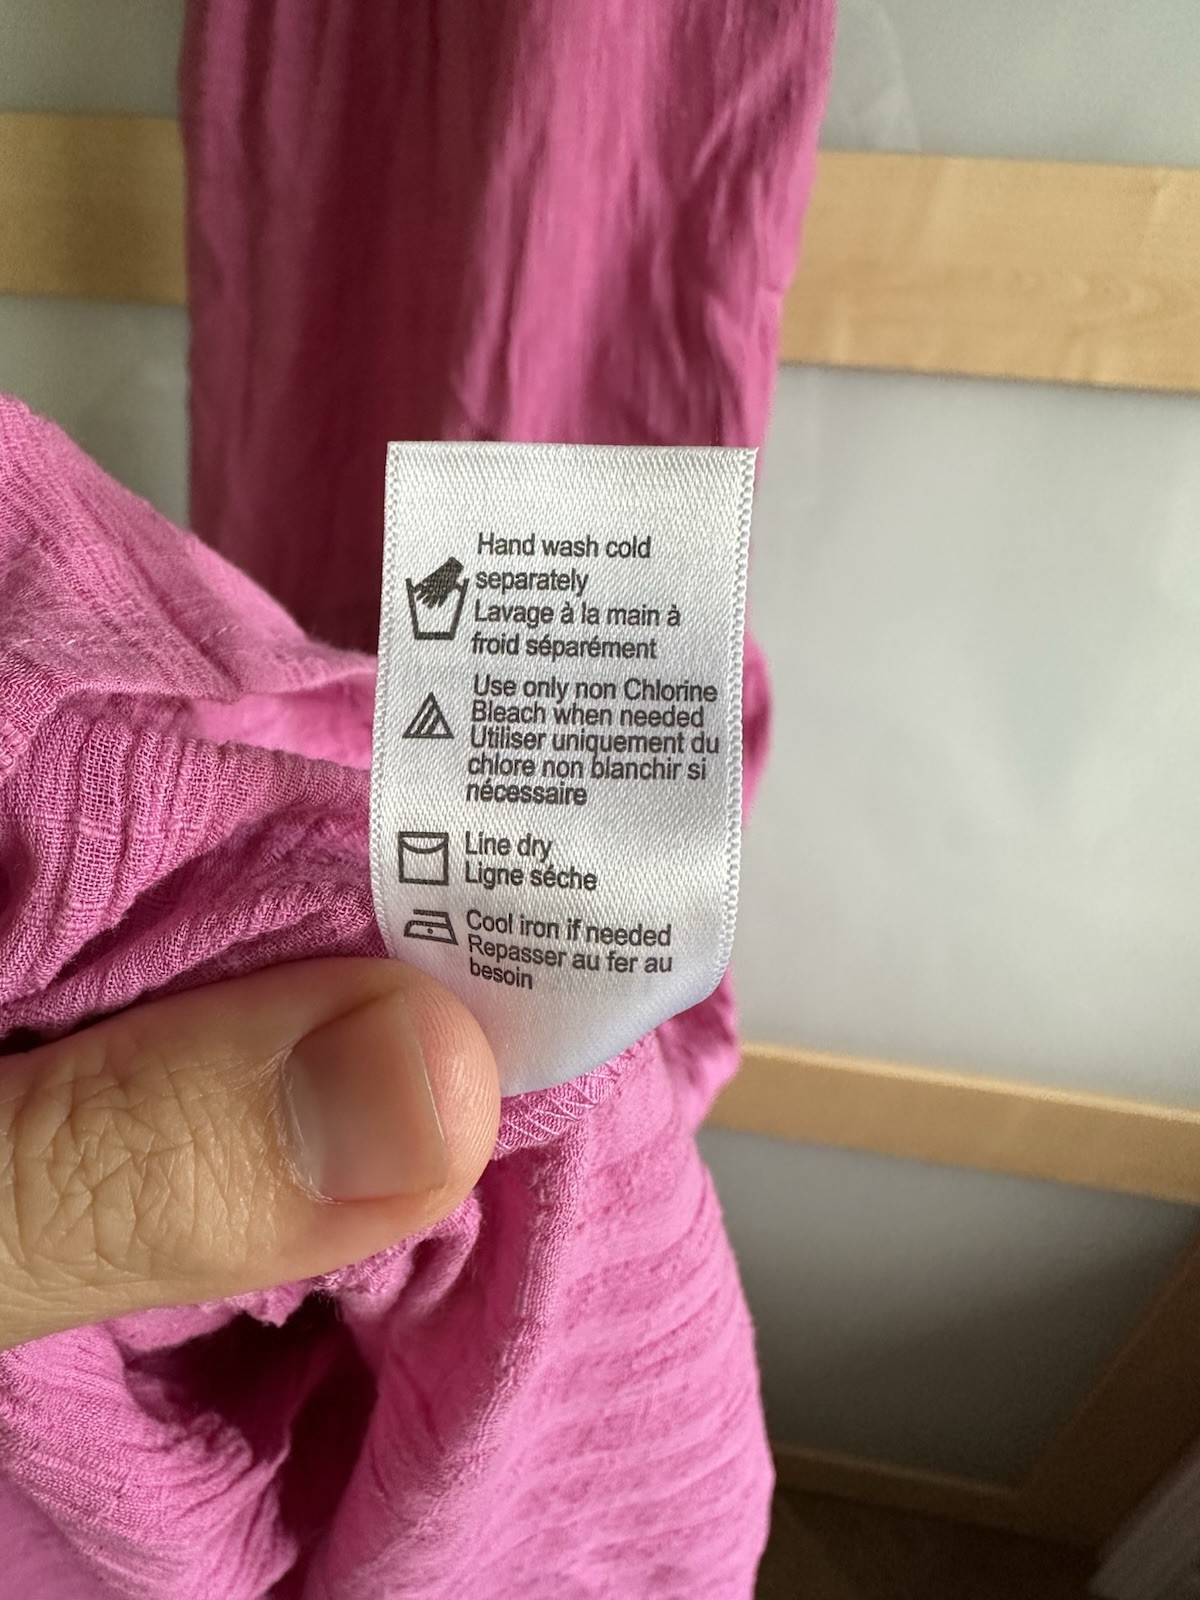 Hand wash cold
separately
Lavage à la main à
froid séparément
Use only non Chlorine
Bleach when needed
Utiliser uniquement du
chlore non blanchir si
nécessaire
Line dry
Ligne séche
Cool iron if needed
Repasser au fer au
besoin